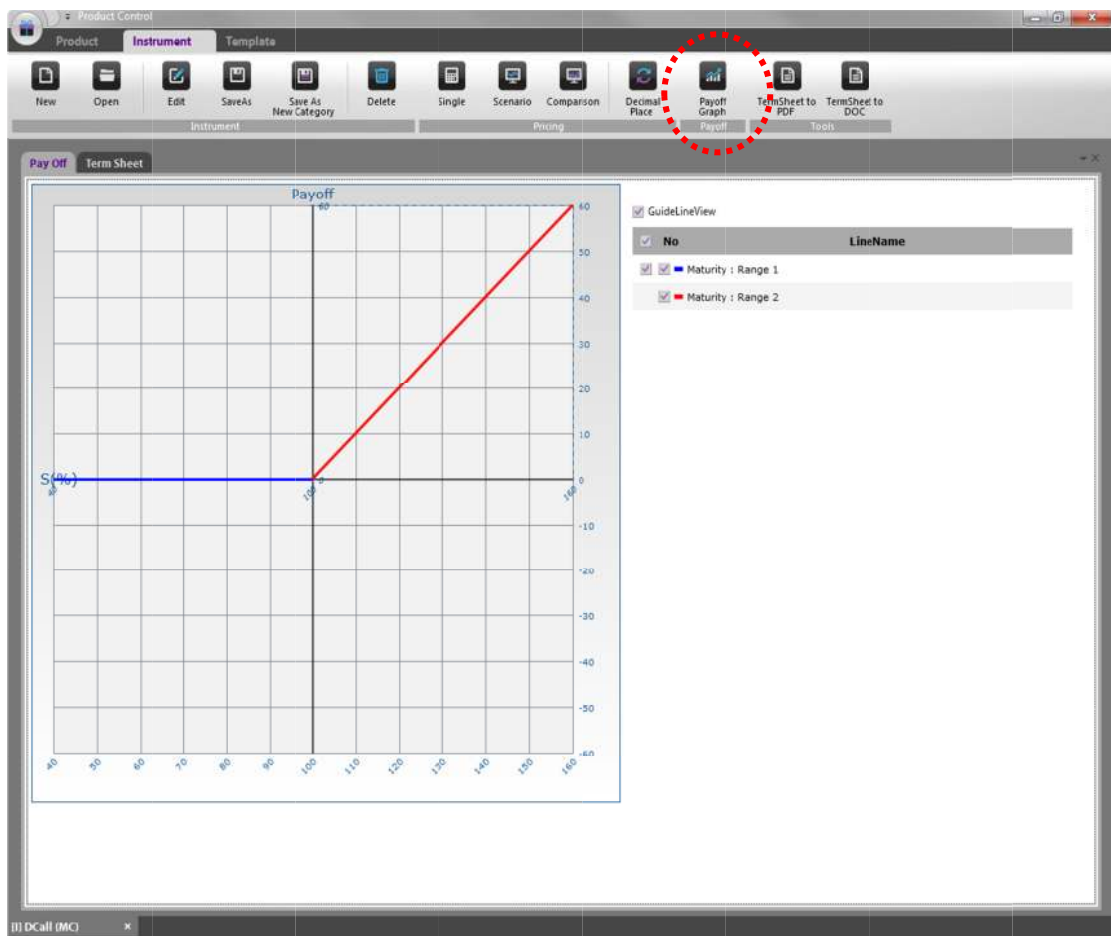 Product Control
Product Instrument Template
New Open Edit SaveAs Save As New Category Delete Single Scenario Comparison Decimal Place Payoff Graph TermSheet to PDF TermSheet to DOC
Instrument Pricing Payoff Tools
Pay Off Term Sheet
Payoff
60 60
50
40
30
20
10
S(%) 40 100 0 160 0
-10
-20
-30
-40
-50
-60
40 50 60 70 80 90 100 110 120 130 140 150 160
GuideLineView
No LineName
Maturity : Range 1
Maturity : Range 2
[I] DCall (MC) ×